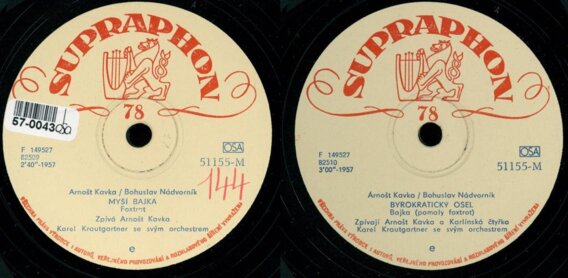 SUPRAPHON
78
57-0043
OSA
F 149527
82509
2'40"-1957
51155-M
Arnošt Kavka / Bohuslav Nádvorník
MYŠÍ BAJKA
Foxtrot
144
Zpívá Arnošt Kavka
Karel Krautgartner se svým orchestrem
e
VŠECHNA PRÁVA VÝROBCE I AUTORŮ, VEŘEJNÉHO PROVOZOVÁNÍ A ROZHLASOVÉHO ŠÍŘENÍ VYHRAZENA
SUPRAPHON
78
OSA
F 149527
82510
3'00"-1957
51155-M
Arnošt Kavka / Bohuslav Nádvorník
BYROKRATICKÝ OSEL
Bajka (pomalý foxtrot)
Zpívají Arnošt Kavka a Karlínská čtyřka
Karel Krautgartner se svým orchestrem
e
VŠECHNA PRÁVA VÝROBCE I AUTORŮ, VEŘEJNÉHO PROVOZOVÁNÍ A ROZHLASOVÉHO ŠÍŘENÍ VYHRAZENA